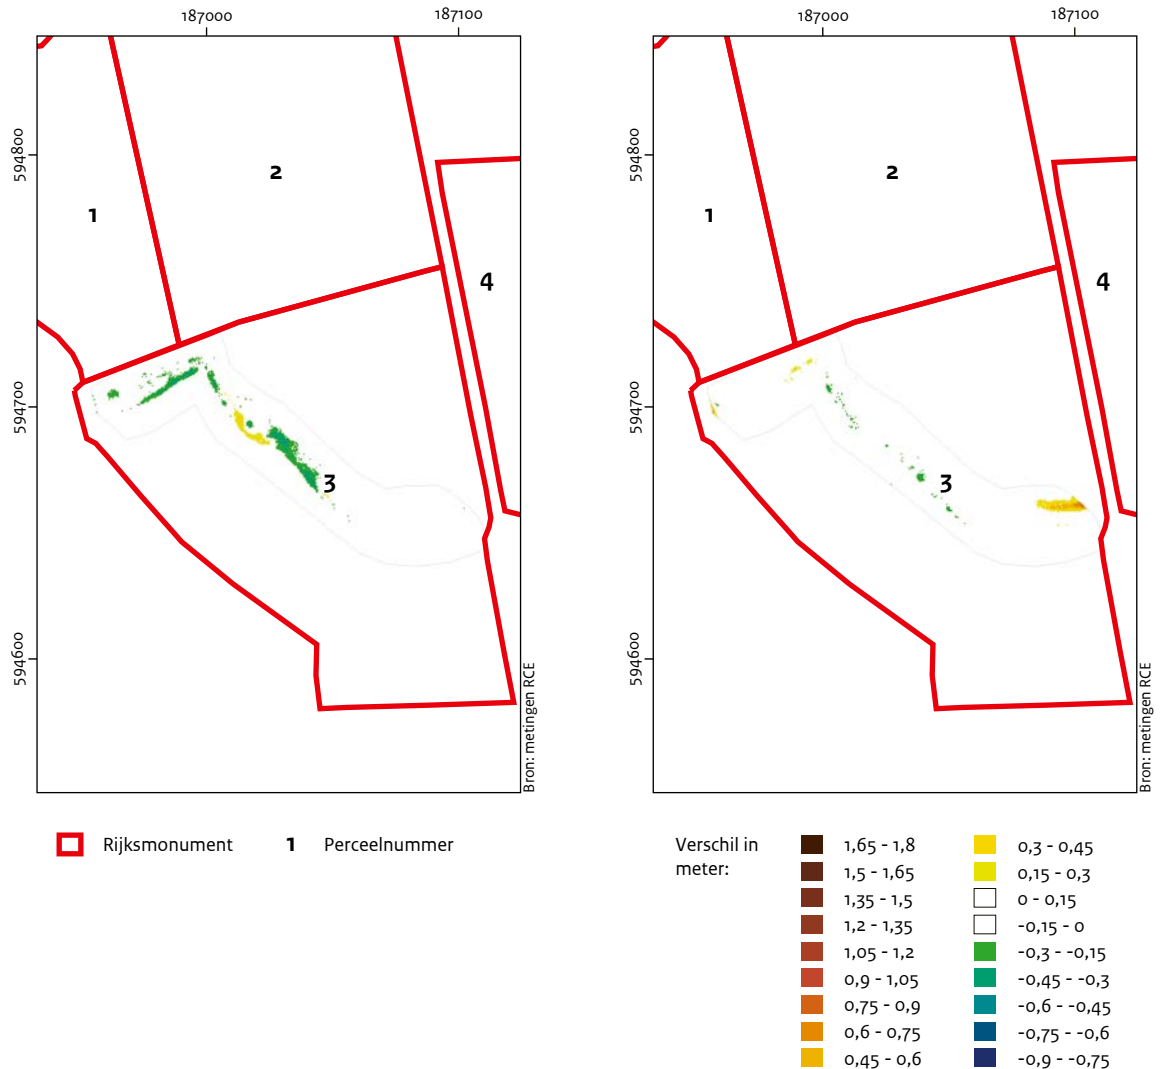 187000 187100
594800
594700
594600
1
2
3
4
Bron: metingen RCE
187000 187100
594800
594700
594600
1
2
3
4
Bron: metingen RCE
Rijksmonument
1 Perceelnummer
Verschil in
meter:
1,65 - 1,8
1,5 - 1,65
1,35 - 1,5
1,2 - 1,35
1,05 - 1,2
0,9 - 1,05
0,75 - 0,9
0,6 - 0,75
0,45 - 0,6
0,3 - 0,45
0,15 - 0,3
0 - 0,15
-0,15 - 0
-0,3 - -0,15
-0,45 - -0,3
-0,6 - -0,45
-0,75 - -0,6
-0,9 - -0,75